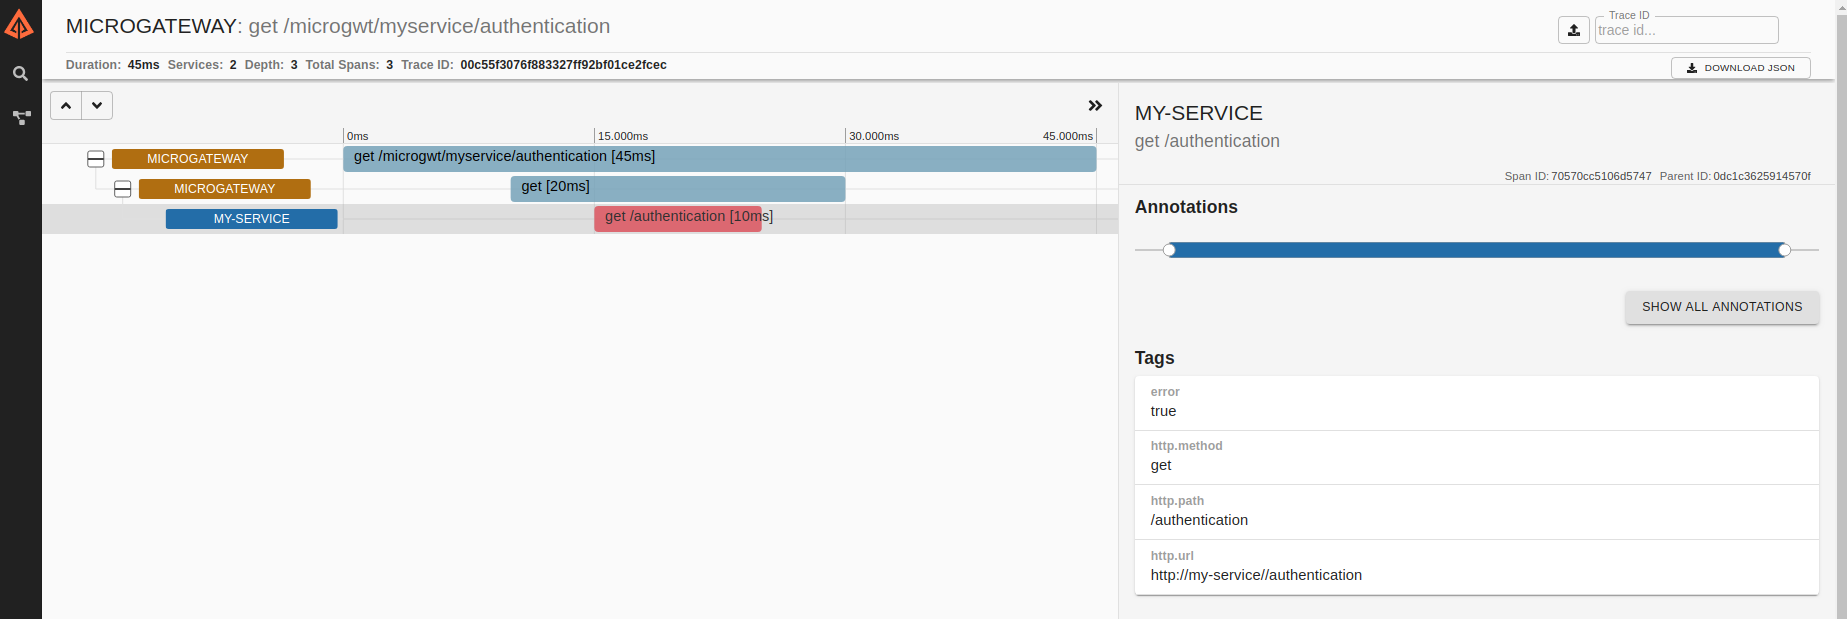 MICROGATEWAY: get /microgwt/myservice/authentication
Trace ID
trace id...
Duration: 45ms Services: 2 Depth: 3 Total Spans: 3 Trace ID: 00c55f3076f883327ff92bf01ce2fcec
DOWNLOAD JSON
0ms 15.000ms 30.000ms 45.000ms
MICROGATEWAY get /microgwt/myservice/authentication [45ms]
MICROGATEWAY get [20ms]
MY-SERVICE get /authentication [10ms]
MY-SERVICE
get /authentication
Span ID: 70570cc5106d5747 Parent ID: 0dc1c3625914570f
Annotations
SHOW ALL ANNOTATIONS
Tags
error
true
http.method
get
http.path
/authentication
http.url
http://my-service//authentication